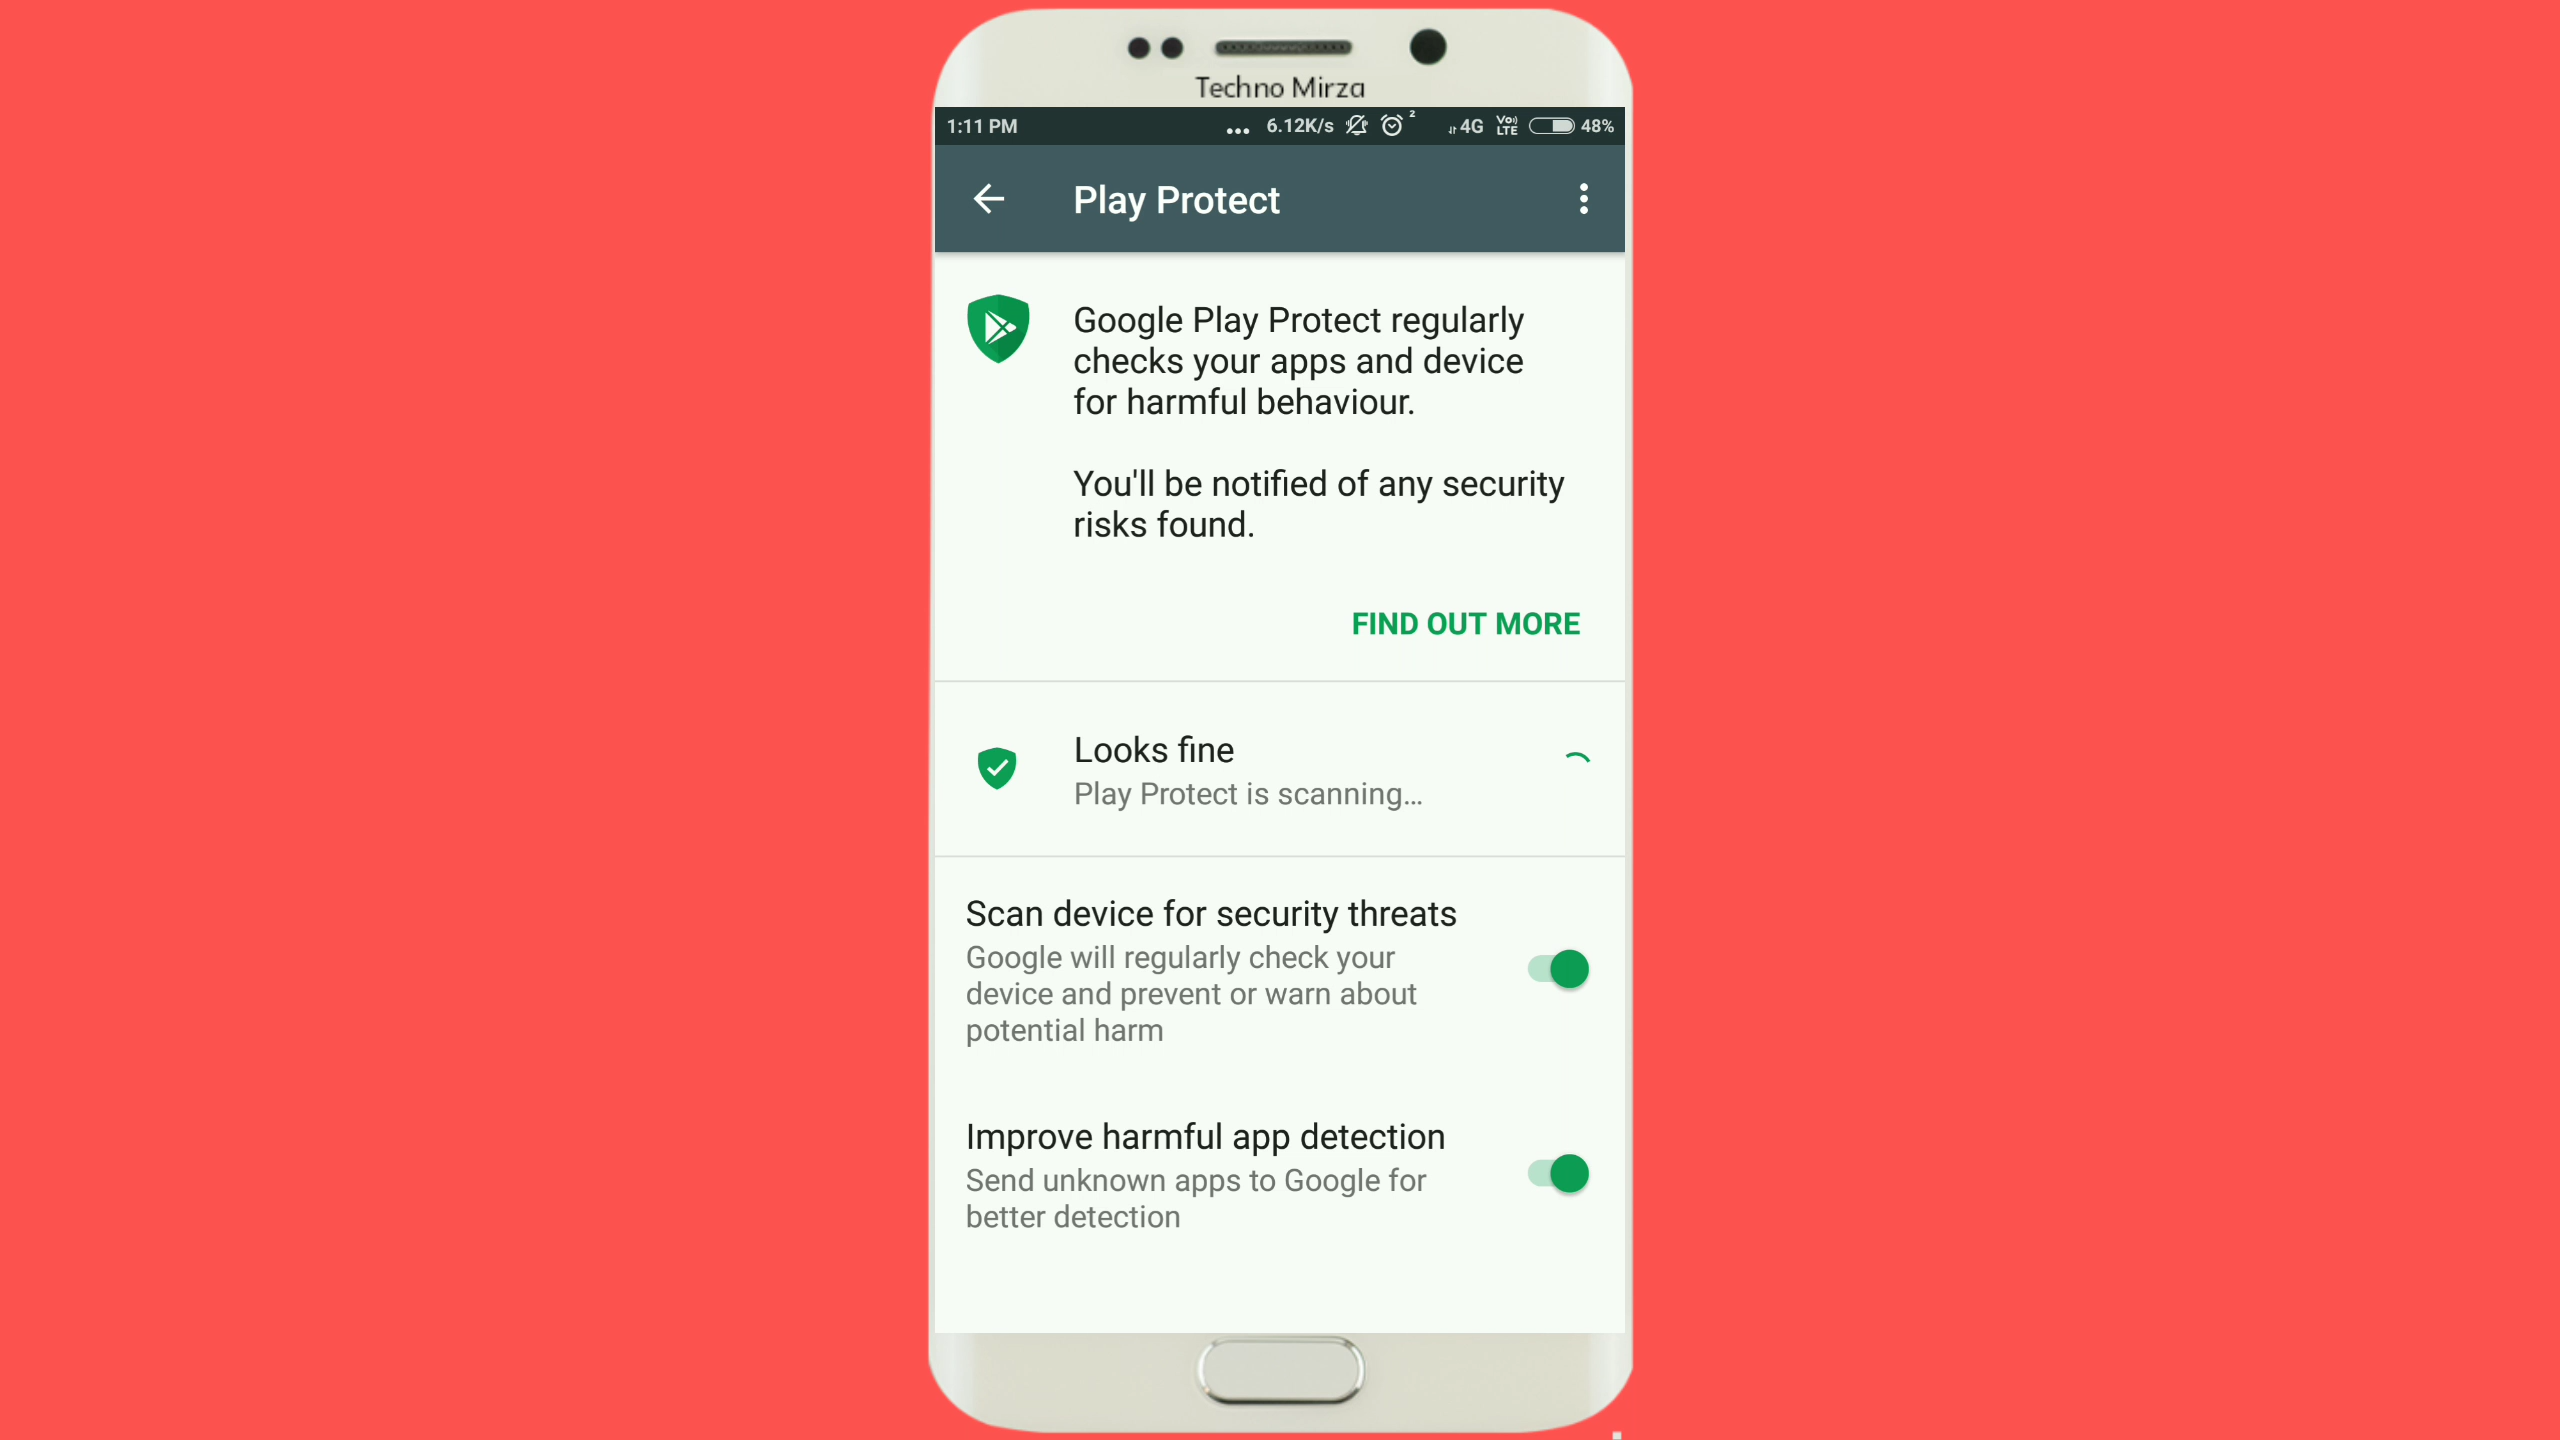 Techno Mirza
1:11 PM ... 6.12K/s 2 4G Vo LTE 48%
Play Protect
Google Play Protect regularly
checks your apps and device
for harmful behaviour.
You'll be notified of any security
risks found.
FIND OUT MORE
Looks fine
Play Protect is scanning...
Scan device for security threats
Google will regularly check your
device and prevent or warn about
potential harm
Improve harmful app detection
Send unknown apps to Google for
better detection